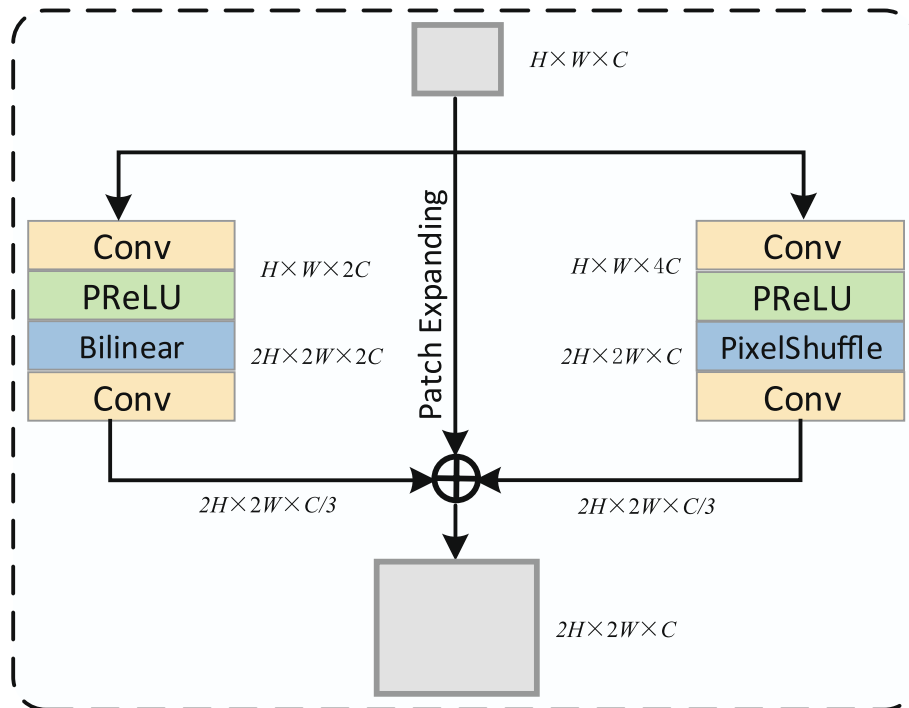 H×W×C
Conv
PReLU
Bilinear
Conv
H×W×2C
2H×2W×2C
Patch Expanding
H×W×4C
2H×2W×C
Conv
PReLU
PixelShuffle
Conv
2H×2W×C/3
2H×2W×C/3
2H×2W×C